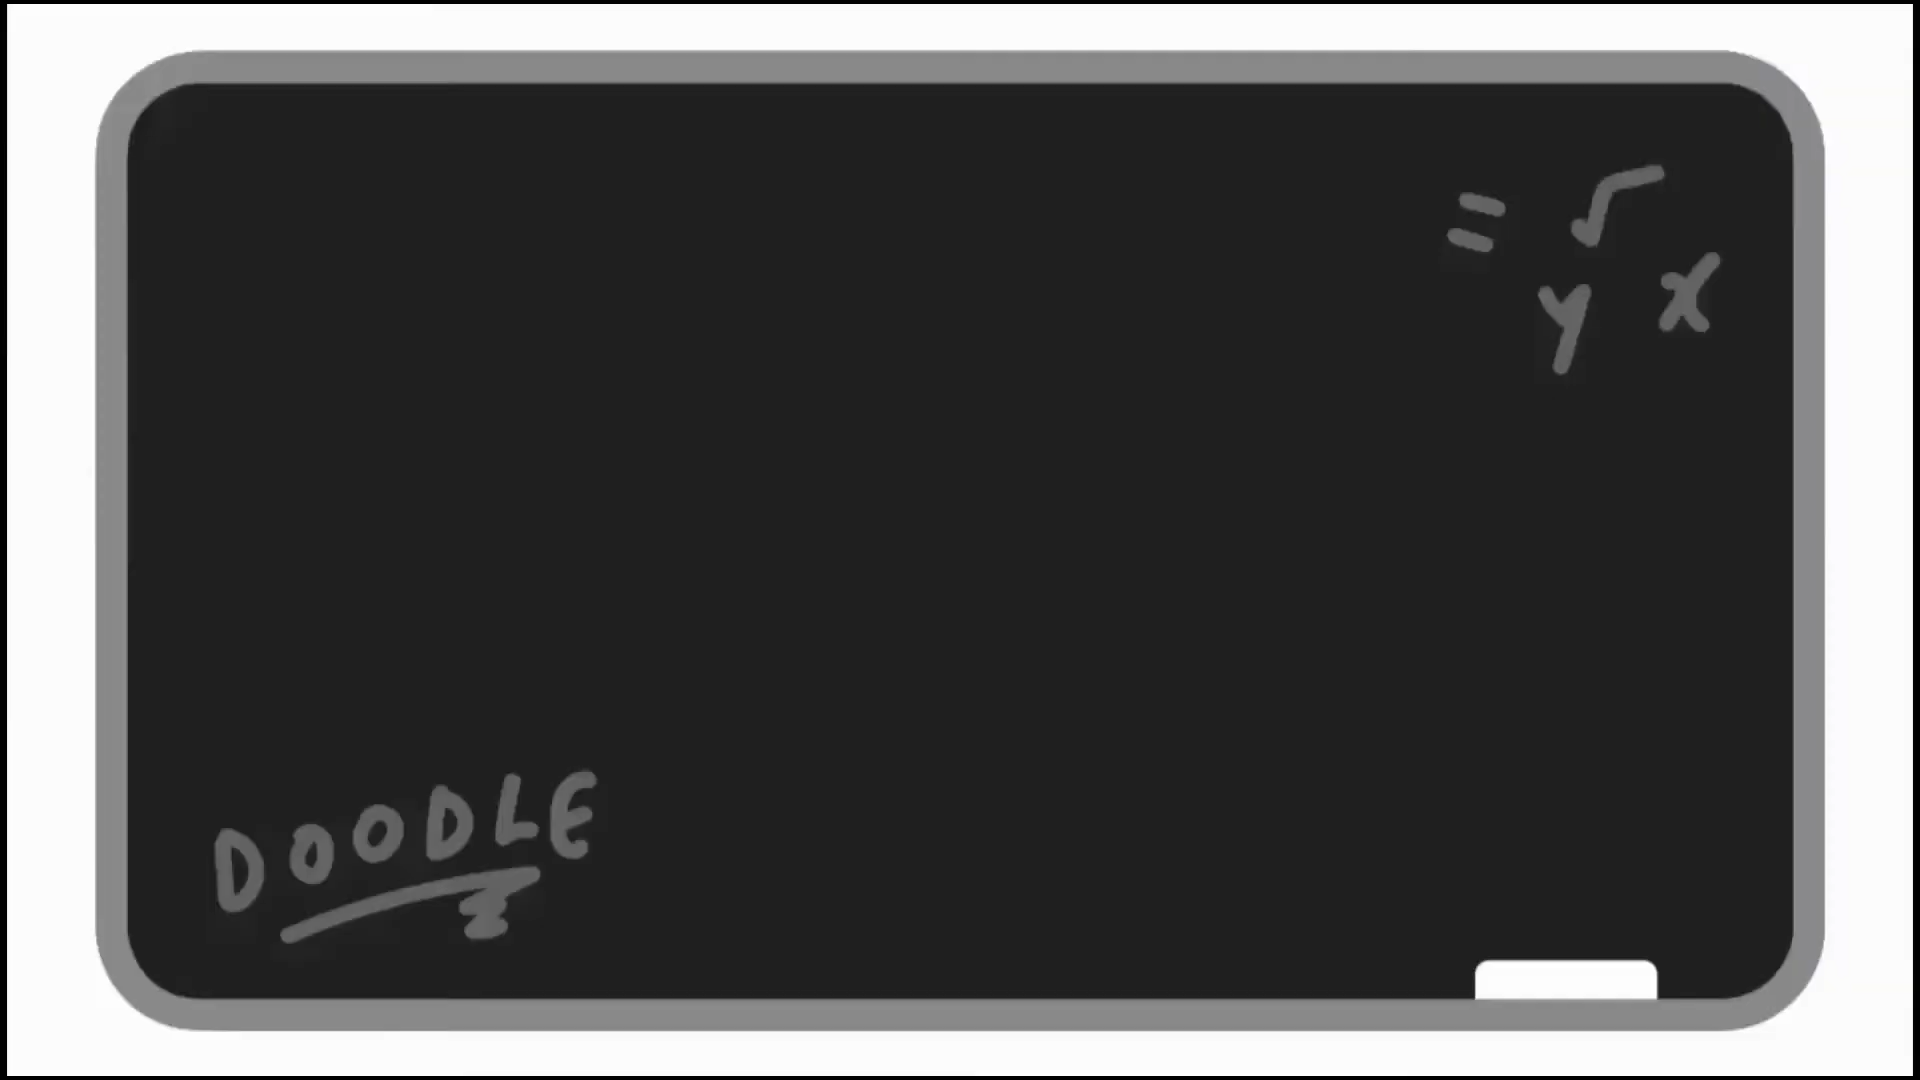 = √
y x
DOODLE